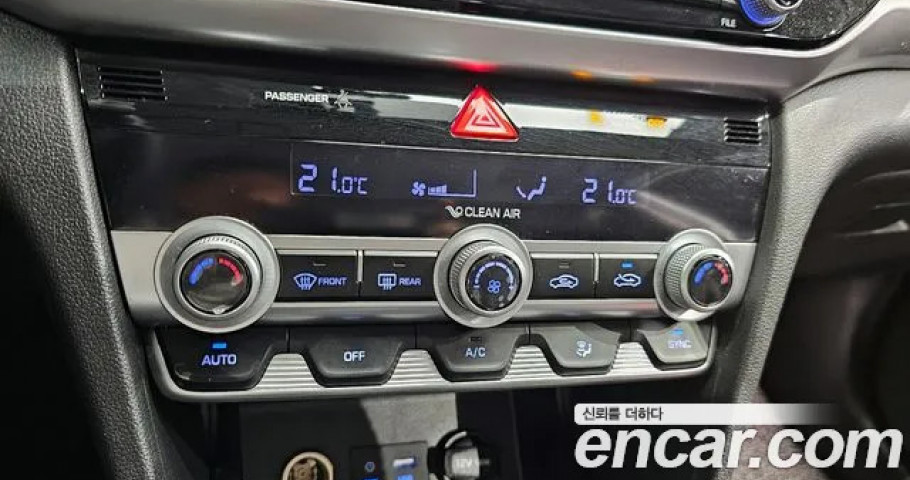 FILE
PASSENGER
21.0℃ 21.0℃
CLEAN AIR
FRONT REAR
AUTO OFF A/C SYNC
12V
신뢰를 더하다
encar.com